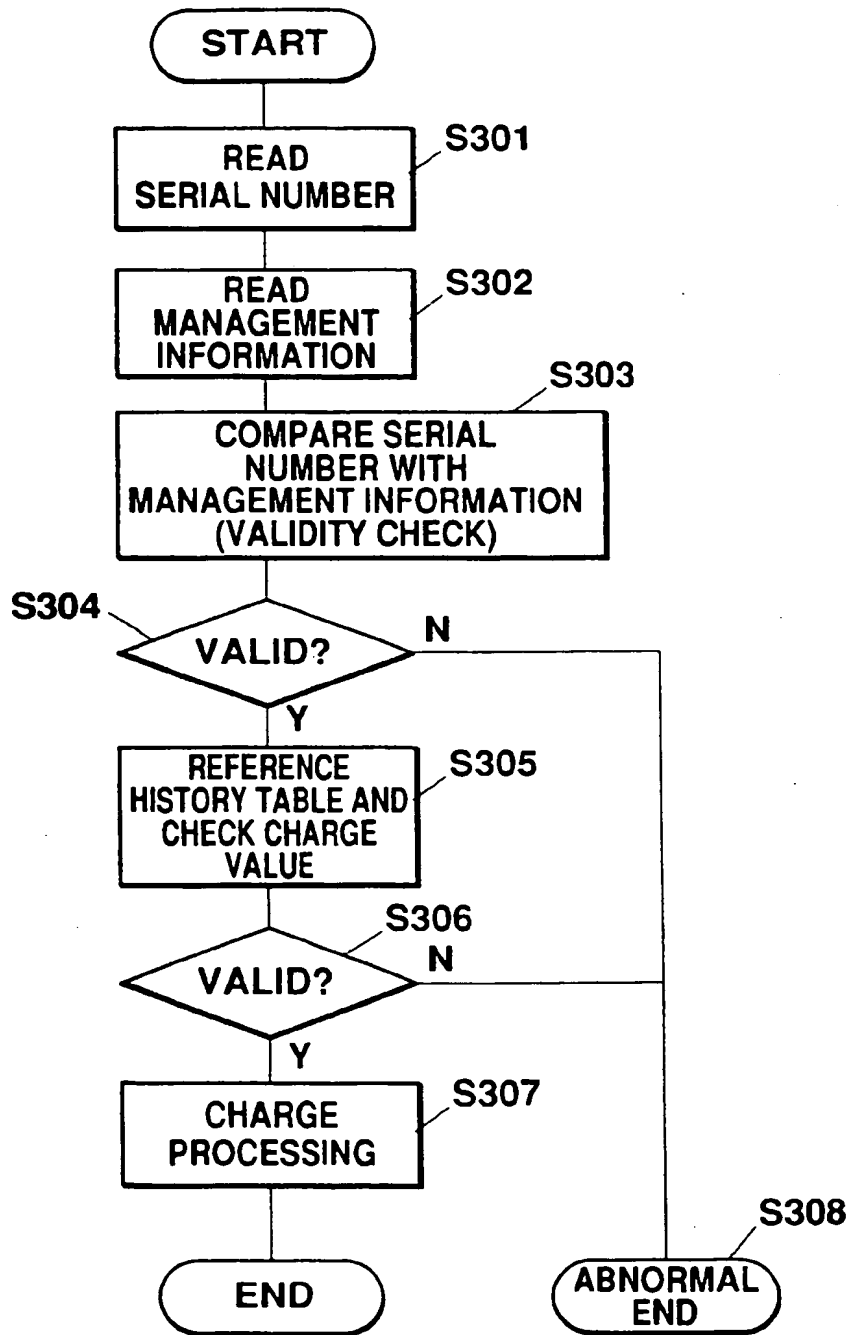 START
S301
READ
SERIAL NUMBER
S302
READ
MANAGEMENT
INFORMATION
S303
COMPARE SERIAL
NUMBER WITH
MANAGEMENT INFORMATION
(VALIDITY CHECK)
S304
VALID?
N
Y
S305
REFERENCE
HISTORY TABLE AND
CHECK CHARGE
VALUE
S306
VALID?
N
Y
S307
CHARGE
PROCESSING
S308
END
ABNORMAL
END